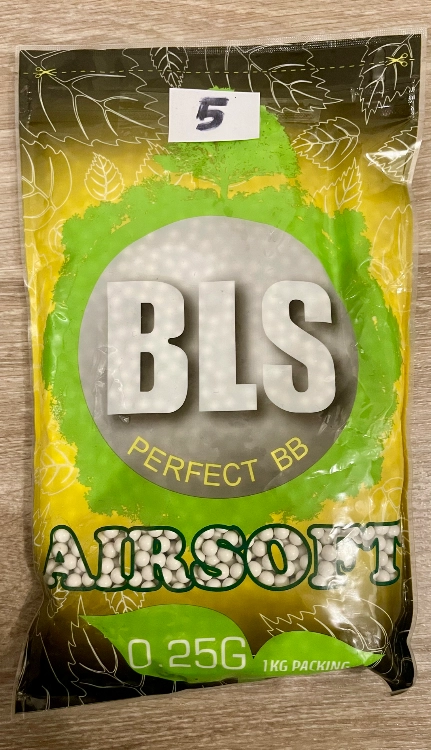 5
BLS
PERFECT BB
AIRSOFT
0.25G
1KG PACKING